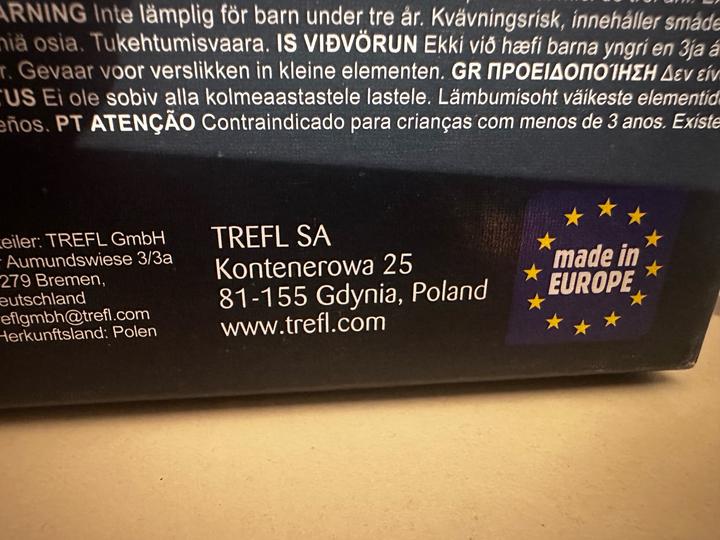 ARNING Inte lämplig för barn under tre år. Kvävningsrisk, innehåller småde
iä osia. Tukehtumisvaara. IS VIÐVÖRUN Ekki við hæfi barna yngri en 3ja á
r. Gevaar voor verslikken in kleine elementen. GR ΠΡΟΕΙΔΟΠΟΊΗΣΗ Δεν είν
TUS Ei ole sobiv alla kolmeaastastele lastele. Lämbumisoht väikeste elementid
eños. PT ATENÇÃO Contraindicado para crianças com menos de 3 anos. Existe
eiler: TREFL GmbH
Aumundswiese 3/3a
279 Bremen,
eutschland
eflgmbh@trefl.com
Herkunftsland: Polen
TREFL SA
Kontenerowa 25
81-155 Gdynia, Poland
www.trefl.com
made in
EUROPE